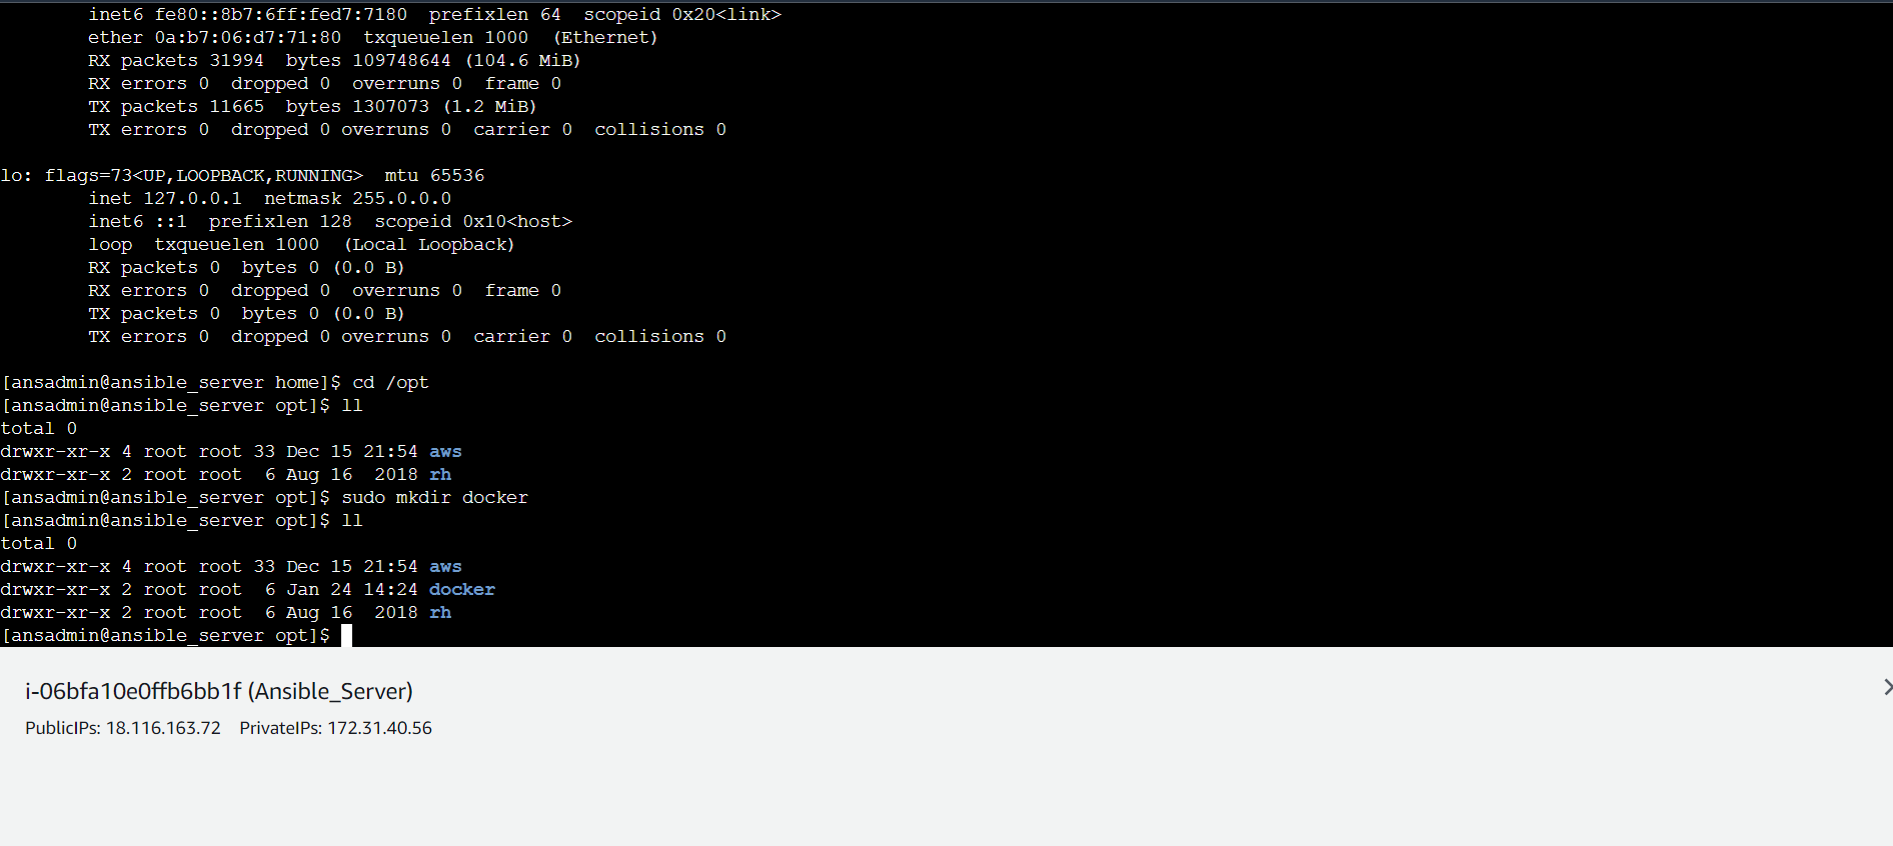 inet6 fe80::8b7:6ff:fed7:7180  prefixlen 64  scopeid 0x20<link>
ether 0a:b7:06:d7:71:80  txqueuelen 1000  (Ethernet)
RX packets 31994  bytes 109748644 (104.6 MiB)
RX errors 0  dropped 0  overruns 0  frame 0
TX packets 11665  bytes 1307073 (1.2 MiB)
TX errors 0  dropped 0 overruns 0  carrier 0  collisions 0
lo: flags=73<UP,LOOPBACK,RUNNING>  mtu 65536
inet 127.0.0.1  netmask 255.0.0.0
inet6 ::1  prefixlen 128  scopeid 0x10<host>
loop  txqueuelen 1000  (Local Loopback)
RX packets 0  bytes 0 (0.0 B)
RX errors 0  dropped 0  overruns 0  frame 0
TX packets 0  bytes 0 (0.0 B)
TX errors 0  dropped 0 overruns 0  carrier 0  collisions 0
[ansadmin@ansible_server home]$ cd /opt
[ansadmin@ansible_server opt]$ ll
total 0
drwxr-xr-x 4 root root 33 Dec 15 21:54 aws
drwxr-xr-x 2 root root  6 Aug 16  2018 rh
[ansadmin@ansible_server opt]$ sudo mkdir docker
[ansadmin@ansible_server opt]$ ll
total 0
drwxr-xr-x 4 root root 33 Dec 15 21:54 aws
drwxr-xr-x 2 root root  6 Jan 24 14:24 docker
drwxr-xr-x 2 root root  6 Aug 16  2018 rh
[ansadmin@ansible_server opt]$
i-06bfa10e0ffb6bb1f (Ansible_Server)
PublicIPs: 18.116.163.72    PrivateIPs: 172.31.40.56